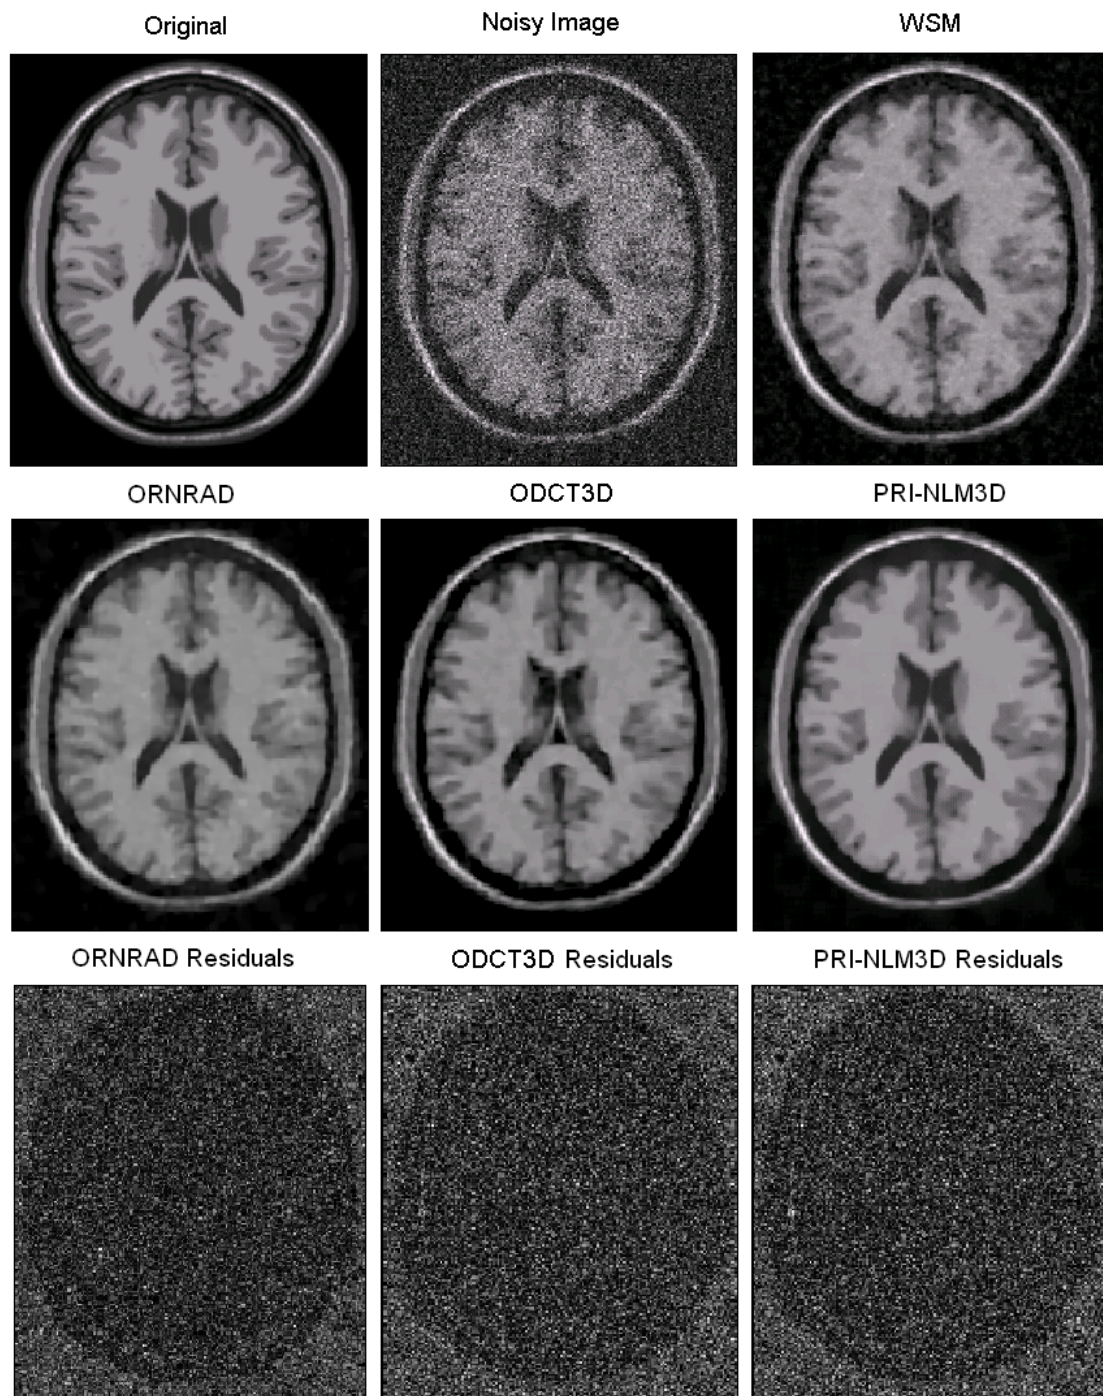 Original
Noisy Image
WSM
ORNRAD
ODCT3D
PRI-NLM3D
ORNRAD Residuals
ODCT3D Residuals
PRI-NLM3D Residuals